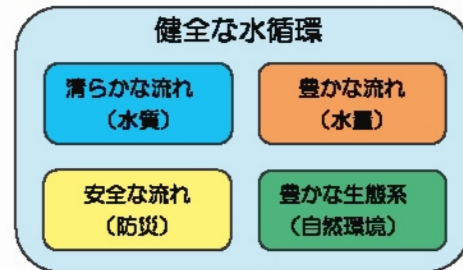 健全な水循環
清らかな流れ
(水質)
豊かな流れ
(水量)
安全な流れ
(防災)
豊かな生態系
(自然環境)